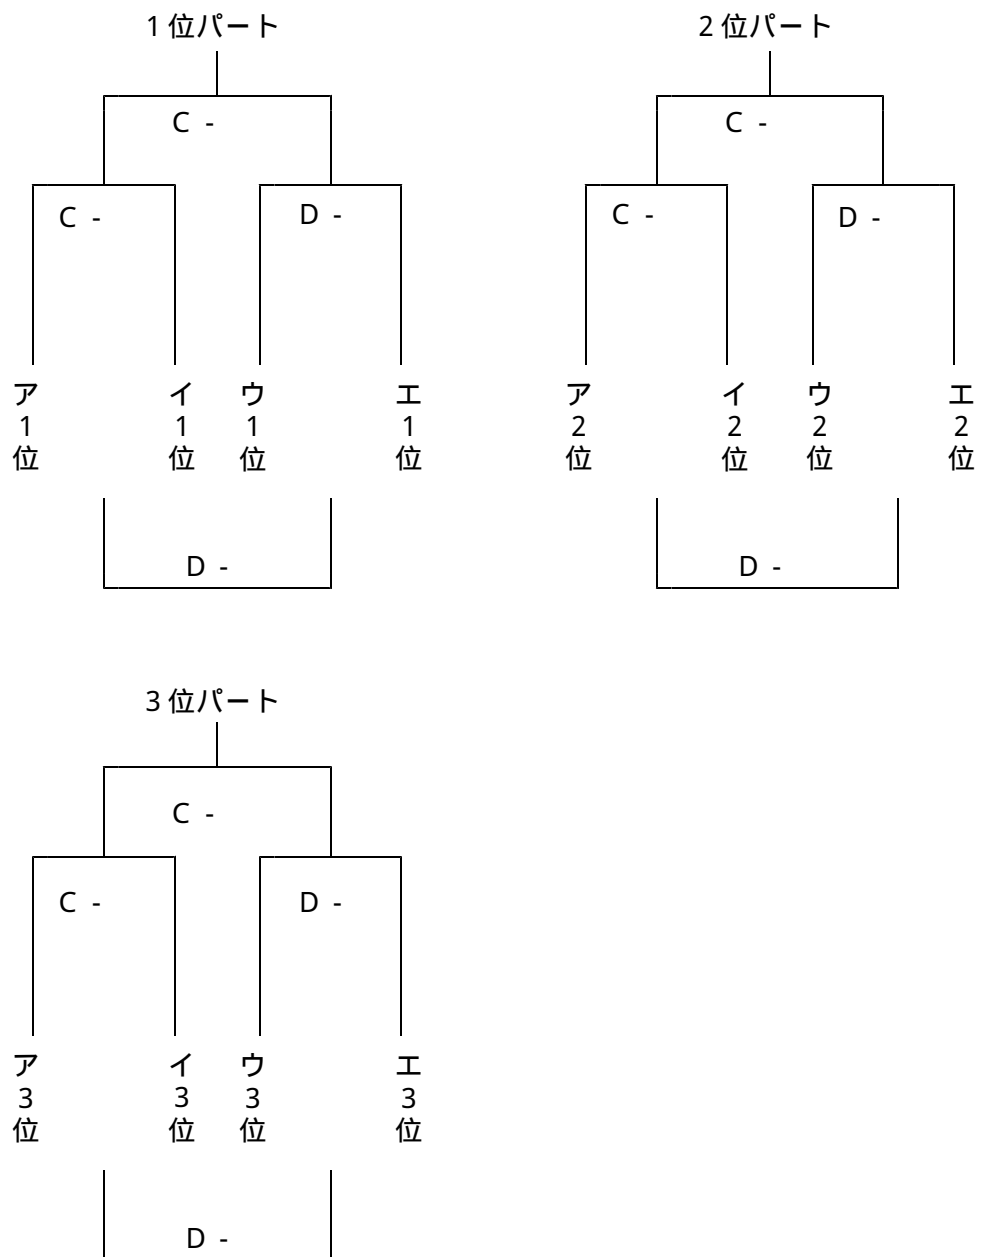 1 位パート
C -
C -
D -
ア1位
イ1位
ウ1位
エ1位
D -
2 位パート
C -
C -
D -
ア2位
イ2位
ウ2位
エ2位
D -
3 位パート
C -
C -
D -
ア3位
イ3位
ウ3位
エ3位
D -